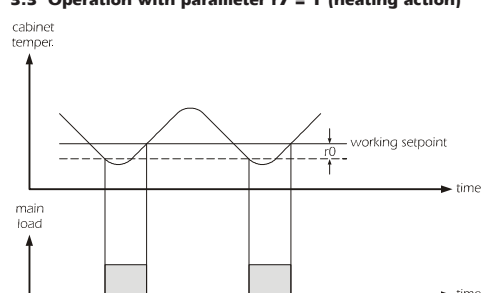 3.3 Operation with parameter r7 = 1 (heating action)
cabinet
temper.
working setpoint
r0
time
main
load
time